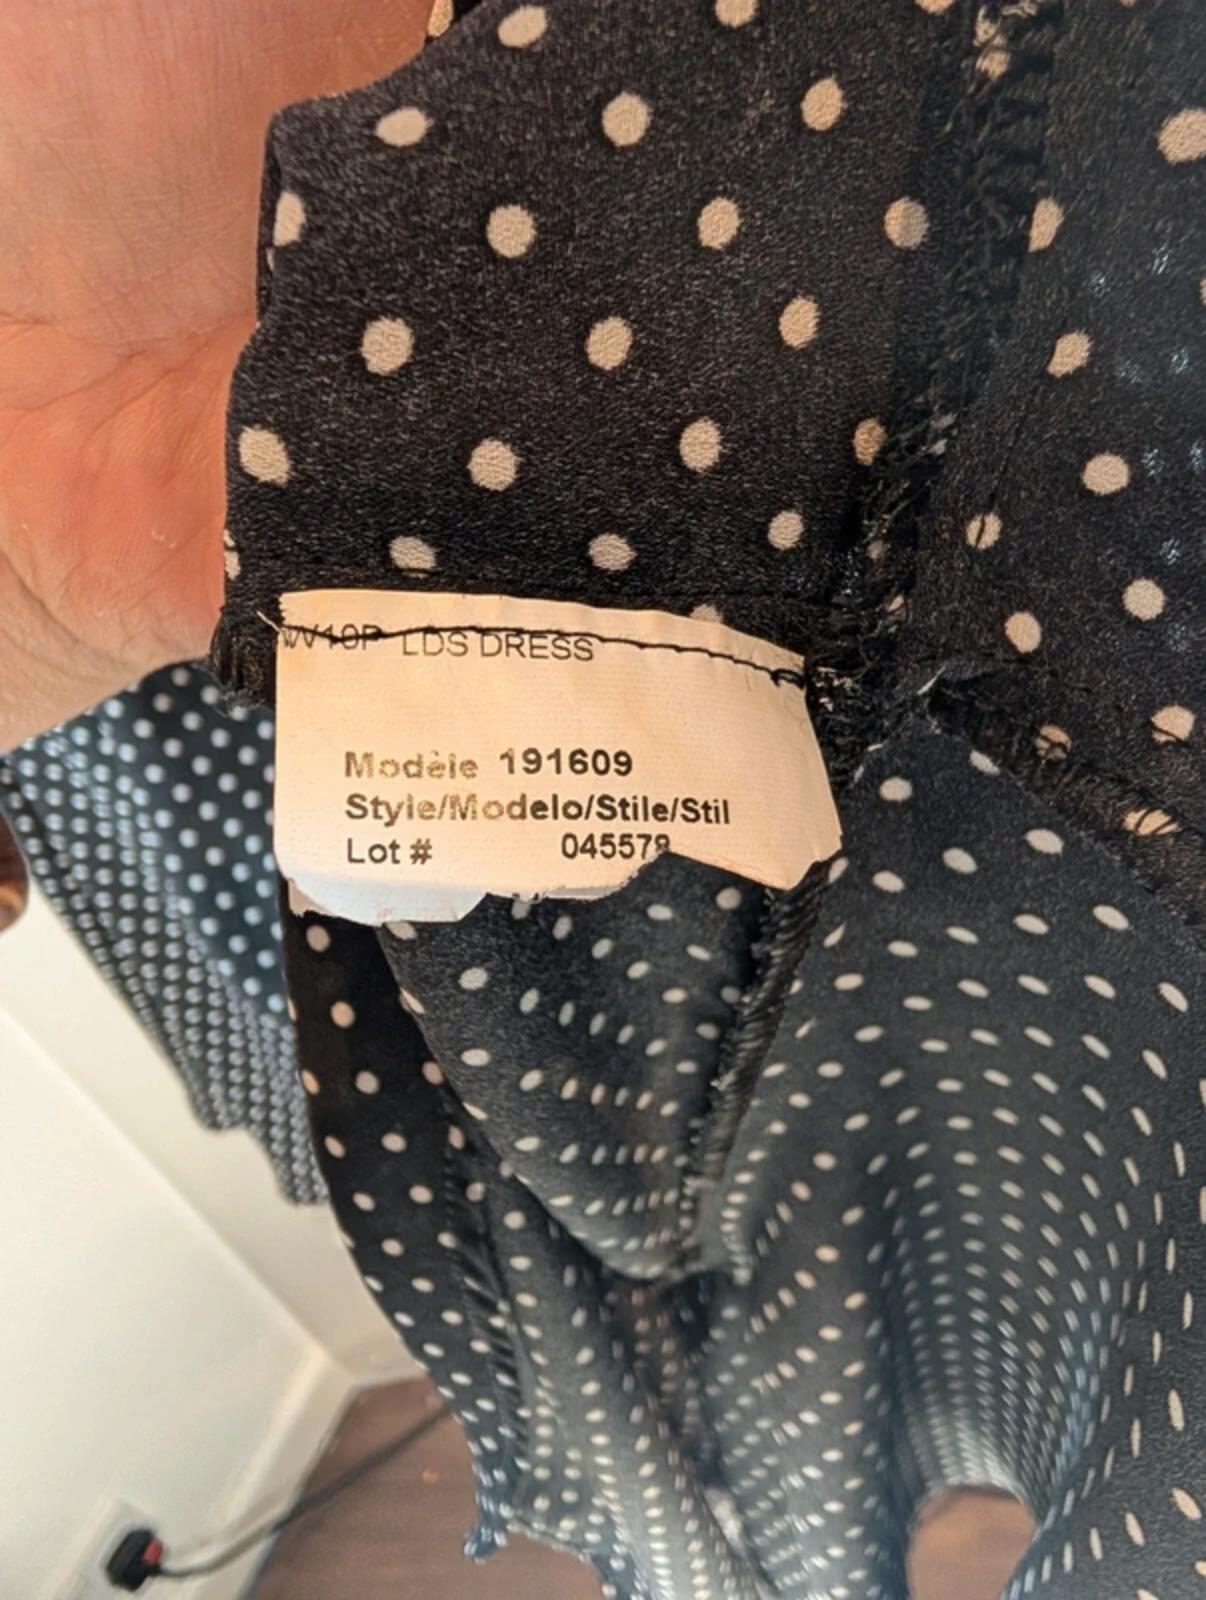 WV10P LDS DRESS
Modèle 191609
Style/Modelo/Stile/Stil
Lot # 045578